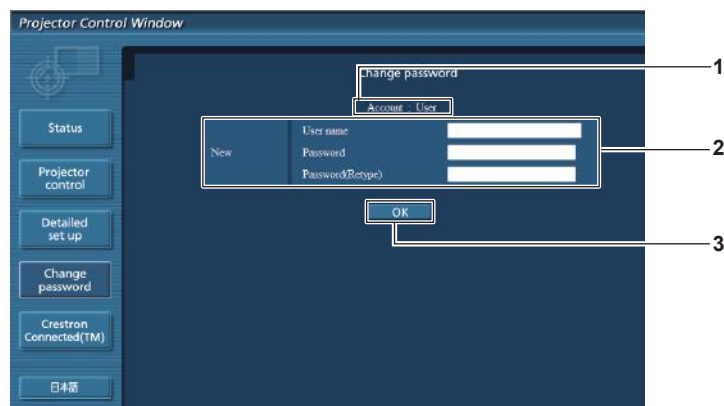 Projector Control Window
Change password
1
Account : User
Status
User name
New
Password
2
Password(Retype)
Projector
control
OK
Detailed
set up
3
Change
password
Crestron
Connected(TM)
日本語